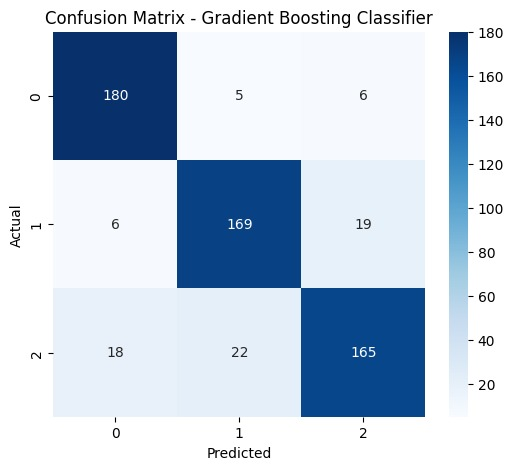 Confusion Matrix - Gradient Boosting Classifier
180 5 6
6 169 19
18 22 165
0
1
2
Actual
0 1 2
Predicted
180
160
140
120
100
80
60
40
20